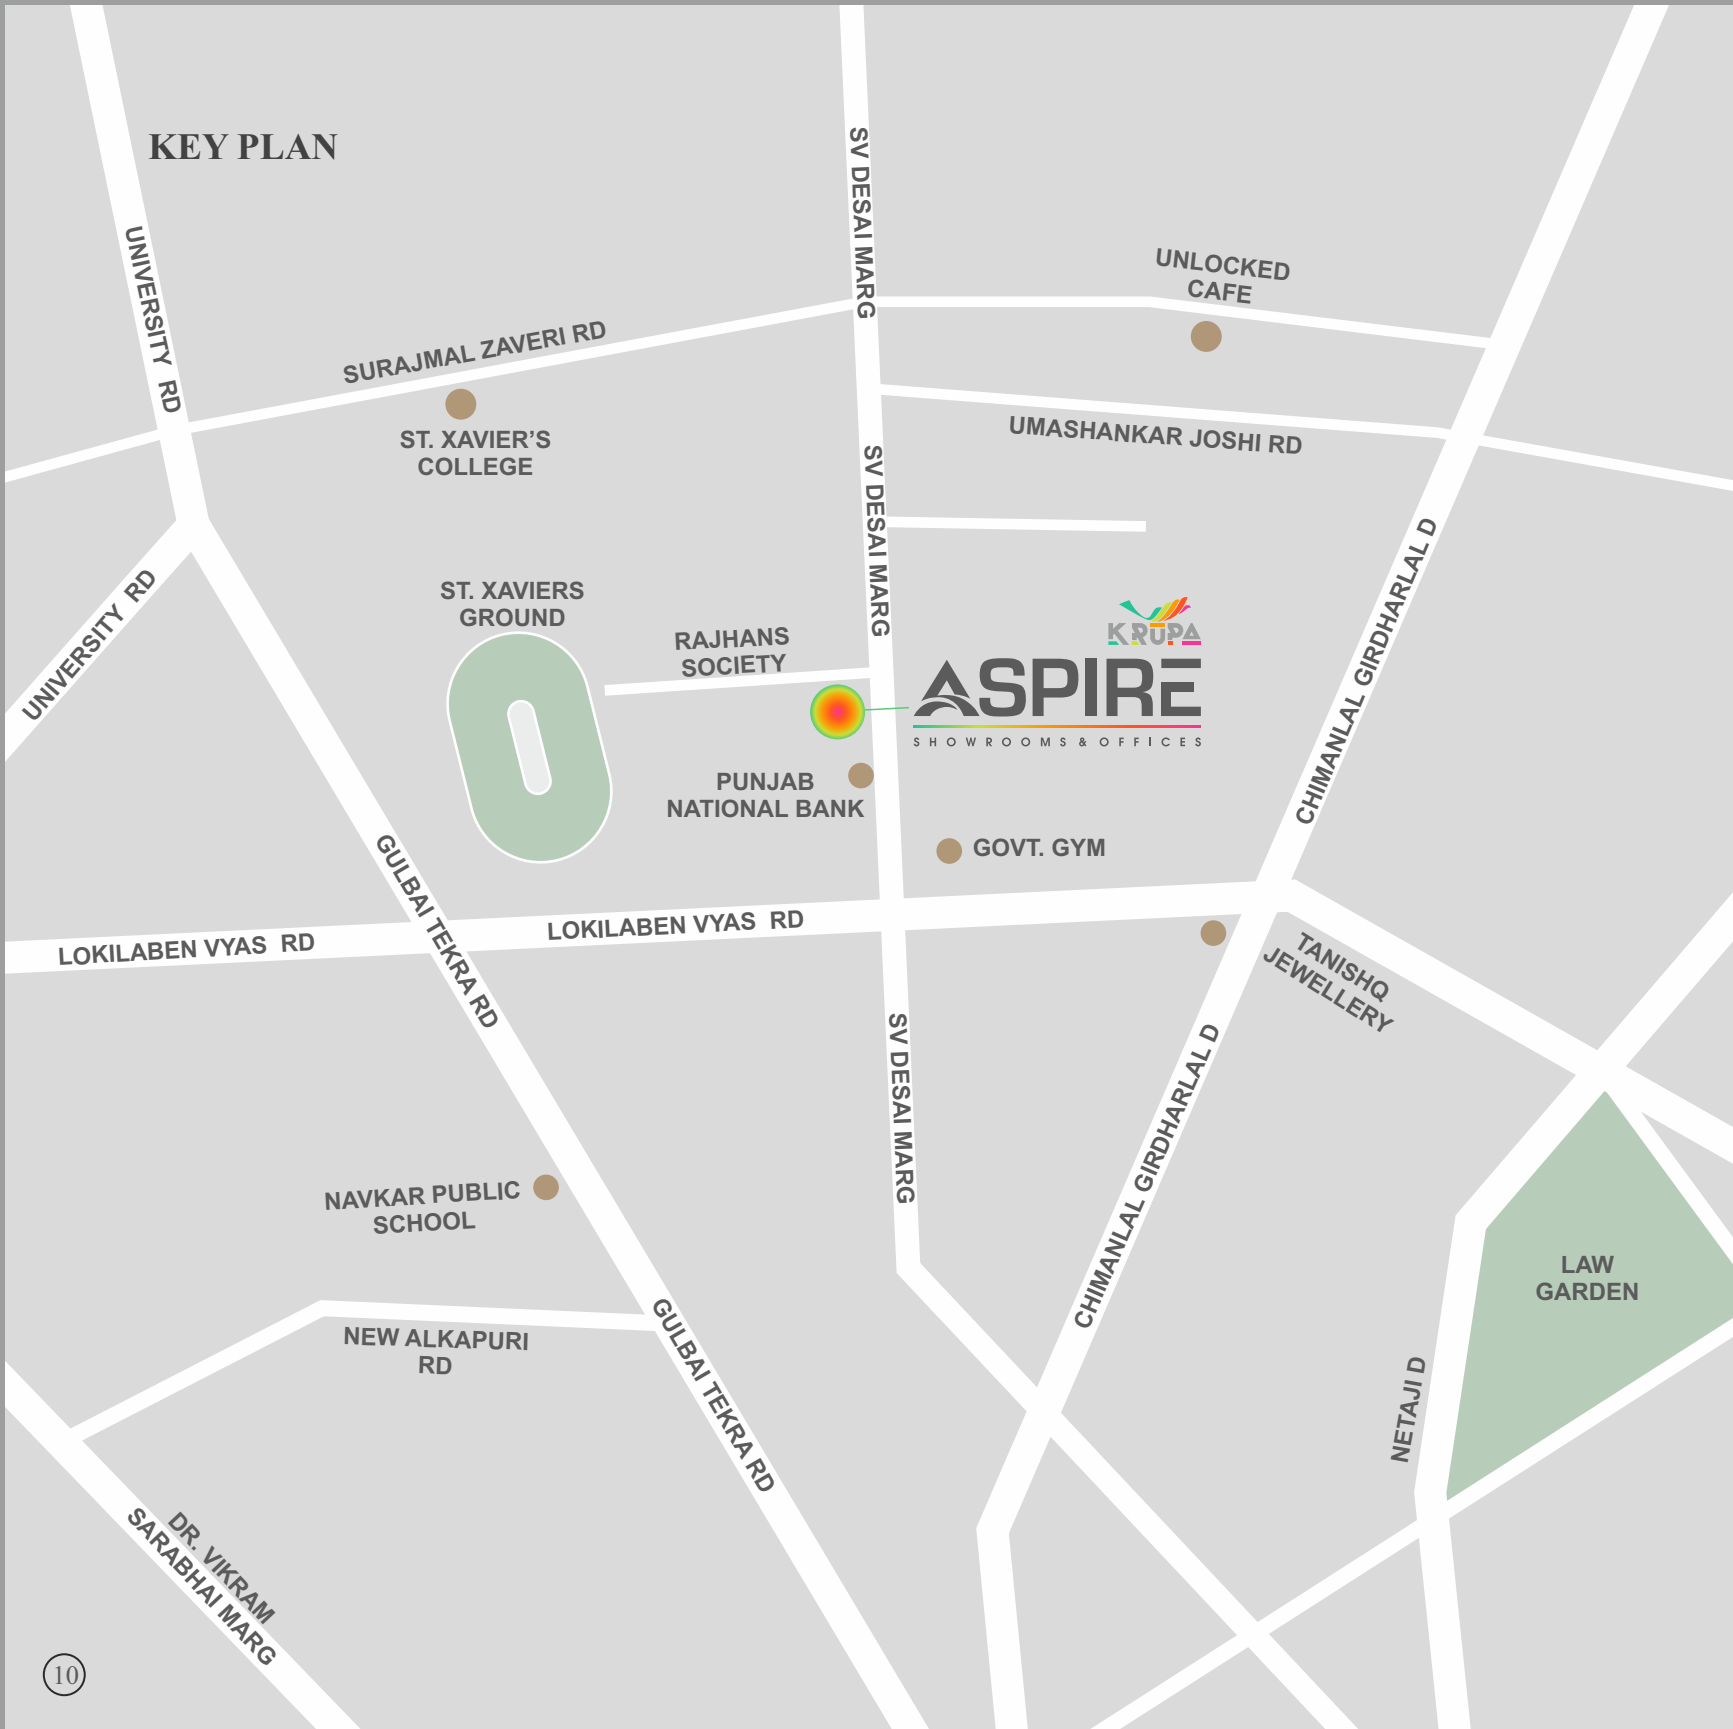 KEY PLAN
SV DESAI MARG
UNIVERSITY RD
UNLOCKED
CAFE
SURAJMAL ZAVERI RD
ST. XAVIER’S
COLLEGE
UMASHANKAR JOSHI RD
SV DESAI MARG
CHIMANLAL GIRDHARLAL D
UNIVERSITY RD
ST. XAVIERS
GROUND
RAJHANS
SOCIETY
KRUPA
ASPIRE
SHOWROOMS & OFFICES
PUNJAB
NATIONAL BANK
GOVT. GYM
GULBAI TEKRA RD
LOKILABEN VYAS RD
LOKILABEN VYAS RD
TANISHQ
JEWELLERY
SV DESAI MARG
CHIMANLAL GIRDHARLAL D
NAVKAR PUBLIC
SCHOOL
LAW
GARDEN
NEW ALKAPURI
RD
GULBAI TEKRA RD
NETAJI D
DR. VIKRAM
SARABHAI MARG
10